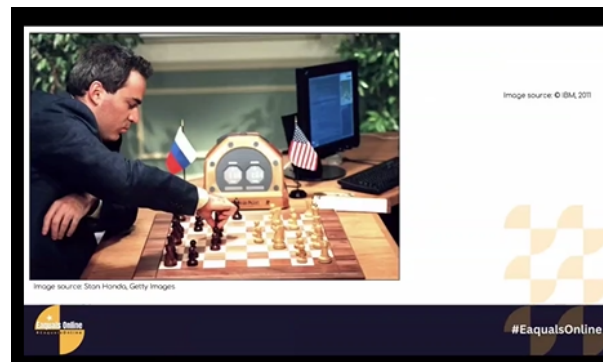 Image source: © IBM, 2011
Image source: Stan Honda, Getty Images
Eaquals Online
#EaqualsOnline